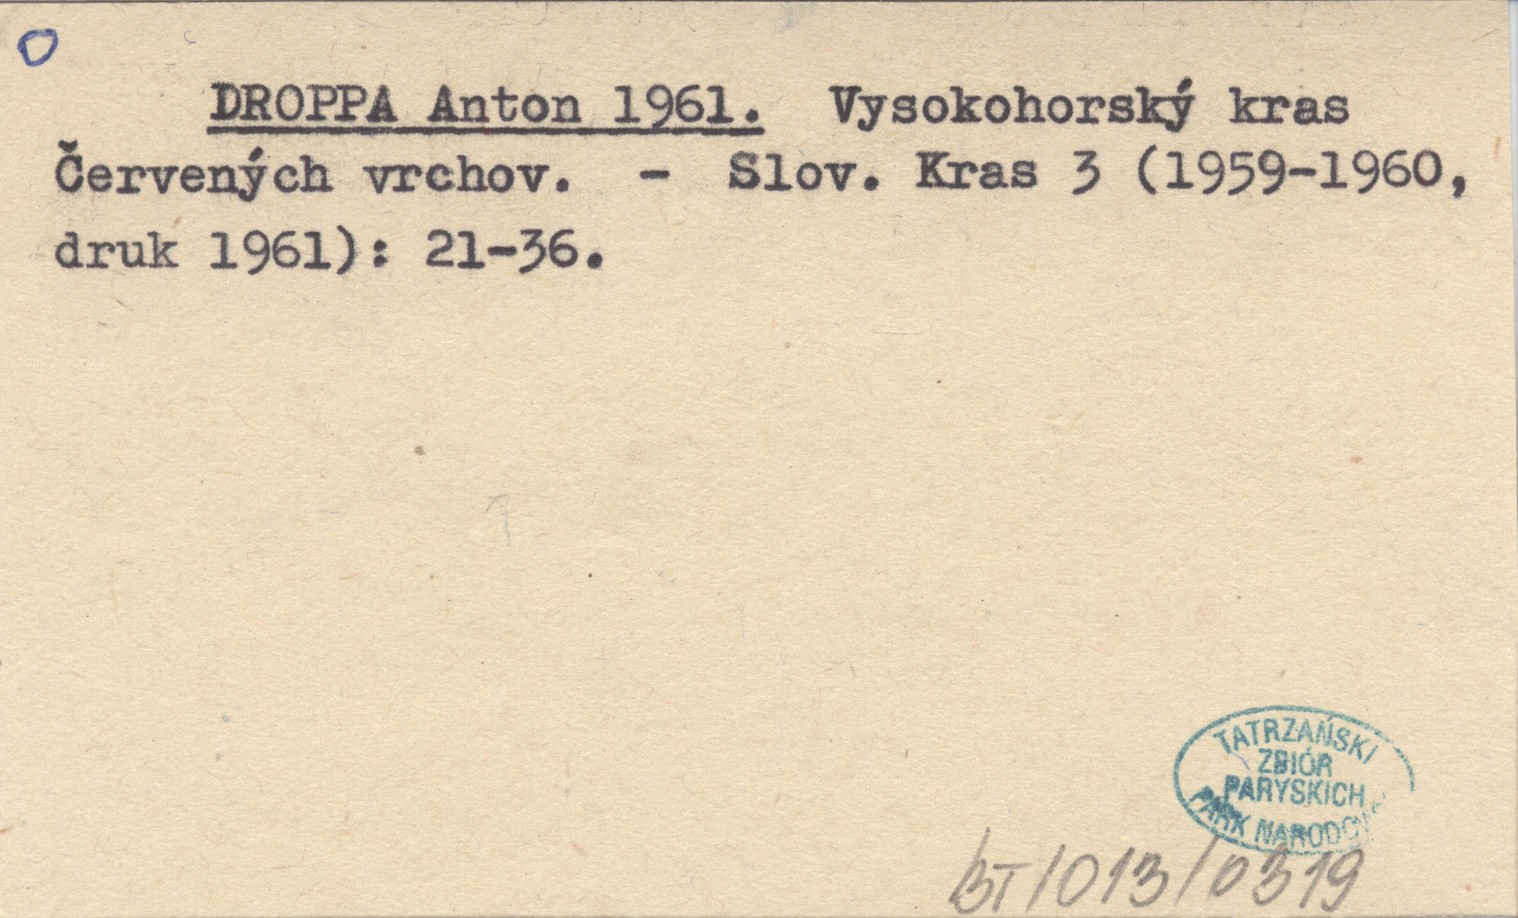 DROPPA Anton 1961. Vysokohorský kras
Červených vrchov. - Slov. Kras 3 (1959-1960,
druk 1961): 21-36.
TATRZAŃSKI
ZBIÓR
PARYSKICH
PARK NARODOWY
BT/013/0319